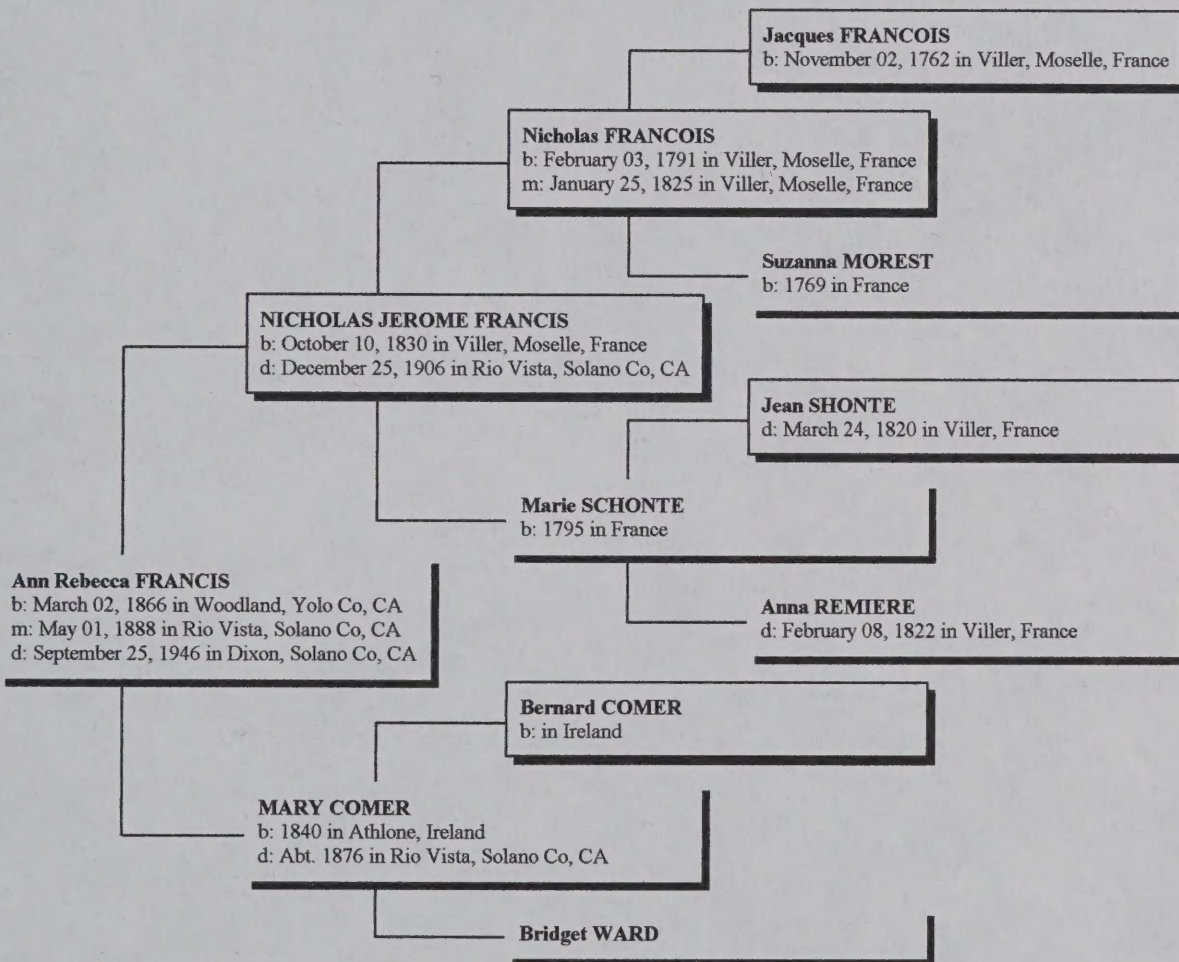 Jacques FRANCOIS
b: November 02, 1762 in Viller, Moselle, France
Nicholas FRANCOIS
b: February 03, 1791 in Viller, Moselle, France
m: January 25, 1825 in Viller, Moselle, France
Suzanna MOREST
b: 1769 in France
NICHOLAS JEROME FRANCIS
b: October 10, 1830 in Viller, Moselle, France
d: December 25, 1906 in Rio Vista, Solano Co, CA
Jean SHONTE
d: March 24, 1820 in Viller, France
Marie SCHONTE
b: 1795 in France
Anna REMIERE
d: February 08, 1822 in Viller, France
Ann Rebecca FRANCIS
b: March 02, 1866 in Woodland, Yolo Co, CA
m: May 01, 1888 in Rio Vista, Solano Co, CA
d: September 25, 1946 in Dixon, Solano Co, CA
Bernard COMER
b: in Ireland
MARY COMER
b: 1840 in Athlone, Ireland
d: Abt. 1876 in Rio Vista, Solano Co, CA
Bridget WARD